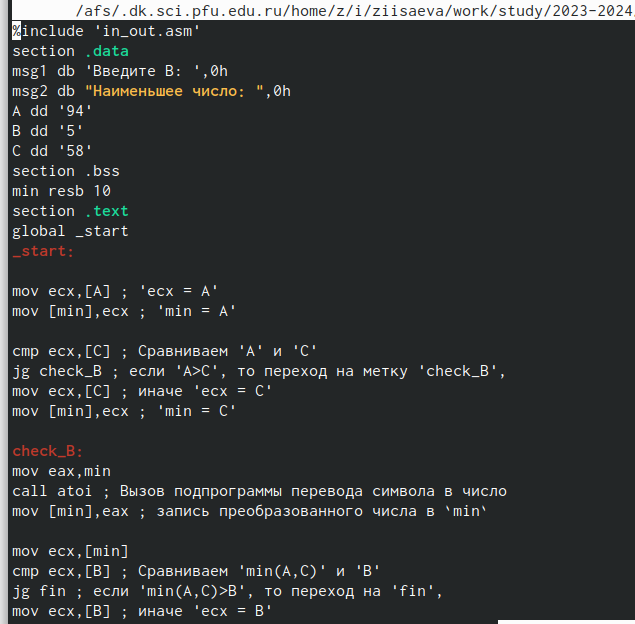 /afs/.dk.sci.pfu.edu.ru/home/z/i/ziisaeva/work/study/2023-2024
%include 'in_out.asm'
section .data
msg1 db 'Введите B: ',0h
msg2 db "Наименьшее число: ",0h
A dd '94'
B dd '5'
C dd '58'
section .bss
min resb 10
section .text
global _start
_start:
mov ecx,[A] ; 'ecx = A'
mov [min],ecx ; 'min = A'
cmp ecx,[C] ; Сравниваем 'A' и 'C'
jg check_B ; если 'A>C', то переход на метку 'check_B',
mov ecx,[C] ; иначе 'ecx = C'
mov [min],ecx ; 'min = C'
check_B:
mov eax,min
call atoi ; Вызов подпрограммы перевода символа в число
mov [min],eax ; запись преобразованного числа в `min`
mov ecx,[min]
cmp ecx,[B] ; Сравниваем 'min(A,C)' и 'B'
jg fin ; если 'min(A,C)>B', то переход на 'fin',
mov ecx,[B] ; иначе 'ecx = B'